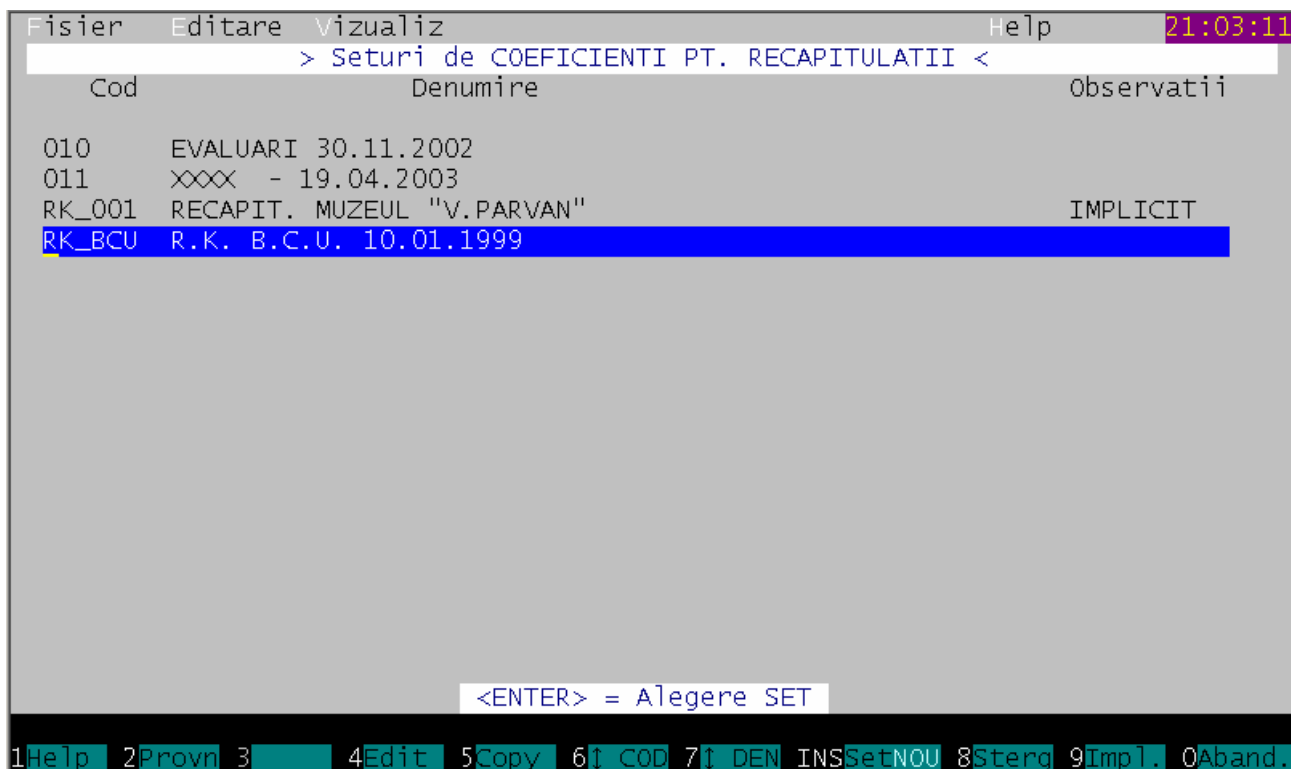 Fisier Editare Vizualiz Help 21:03:11
> Seturi de COEFICIENTI PT. RECAPITULATII <
Cod Denumire Observatii
010 EVALUARI 30.11.2002
011 XXXX - 19.04.2003
RK_001 RECAPIT. MUZEUL "V.PARVAN" IMPLICIT
RK_BCU R.K. B.C.U. 10.01.1999
<ENTER> = Alegere SET
1Help 2Provn 3 4Edit 5Copy 6↕ COD 7↕ DEN INSSetNOU 8Sterg 9Impl. 0Aband.